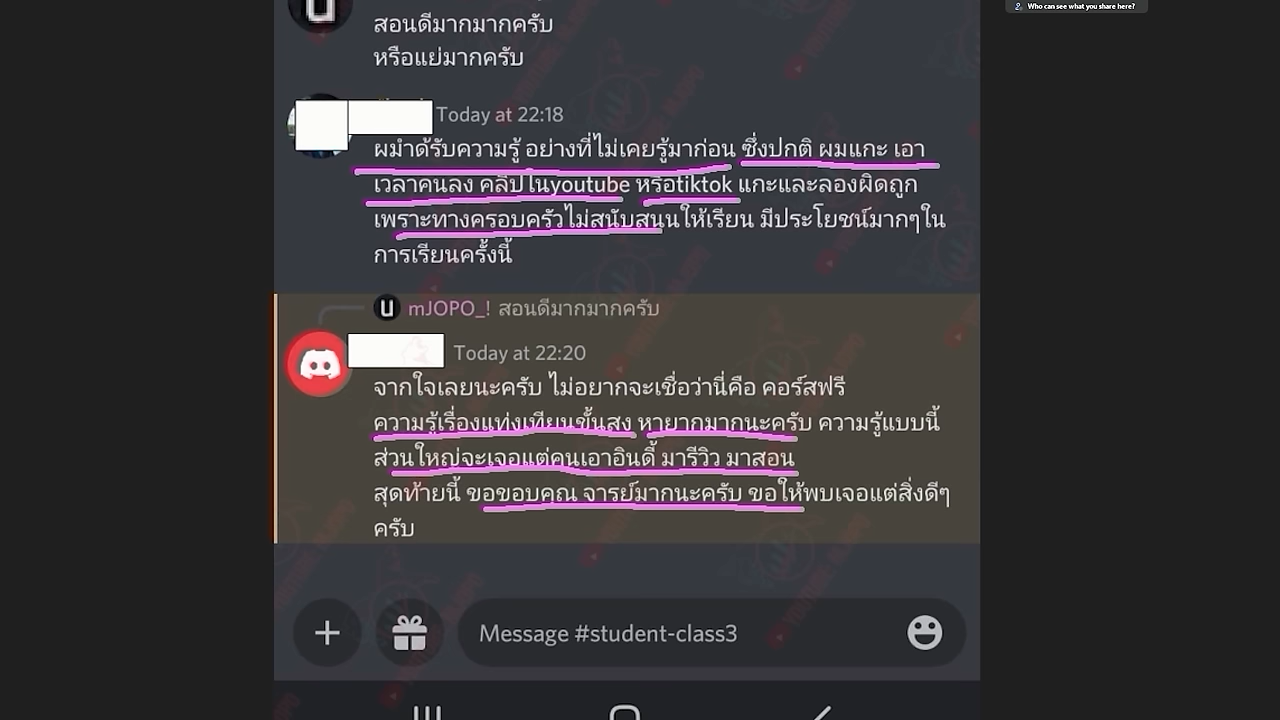 Who can see what you share here?
สอนดีมากมากครับ
หรือแย่มากครับ
Today at 22:18
ผมำด้รับความรู้ อย่างที่ไม่เคยรู้มาก่อน ซึ่งปกติ ผมแกะ เอา
เวลาคนลง คลิปในyoutube หรือtiktok แกะและลองผิดถูก
เพราะทางครอบครัวไม่สนับสนุนให้เรียน มีประโยชน์มากๆใน
การเรียนครั้งนี้
mJOPO_! สอนดีมากมากครับ
Today at 22:20
จากใจเลยนะครับ ไม่อยากจะเชื่อว่านี่คือ คอร์สฟรี
ความรู้เรื่องแท่งเทียนขั้นสูง หายากมากนะครับ ความรู้แบบนี้
ส่วนใหญ่จะเจอแต่คนเอาอินดี้ มารีวิว มาสอน
สุดท้ายนี้ ขอขอบคุณ จารย์มากนะครับ ขอให้พบเจอแต่สิ่งดีๆ
ครับ
Message #student-class3